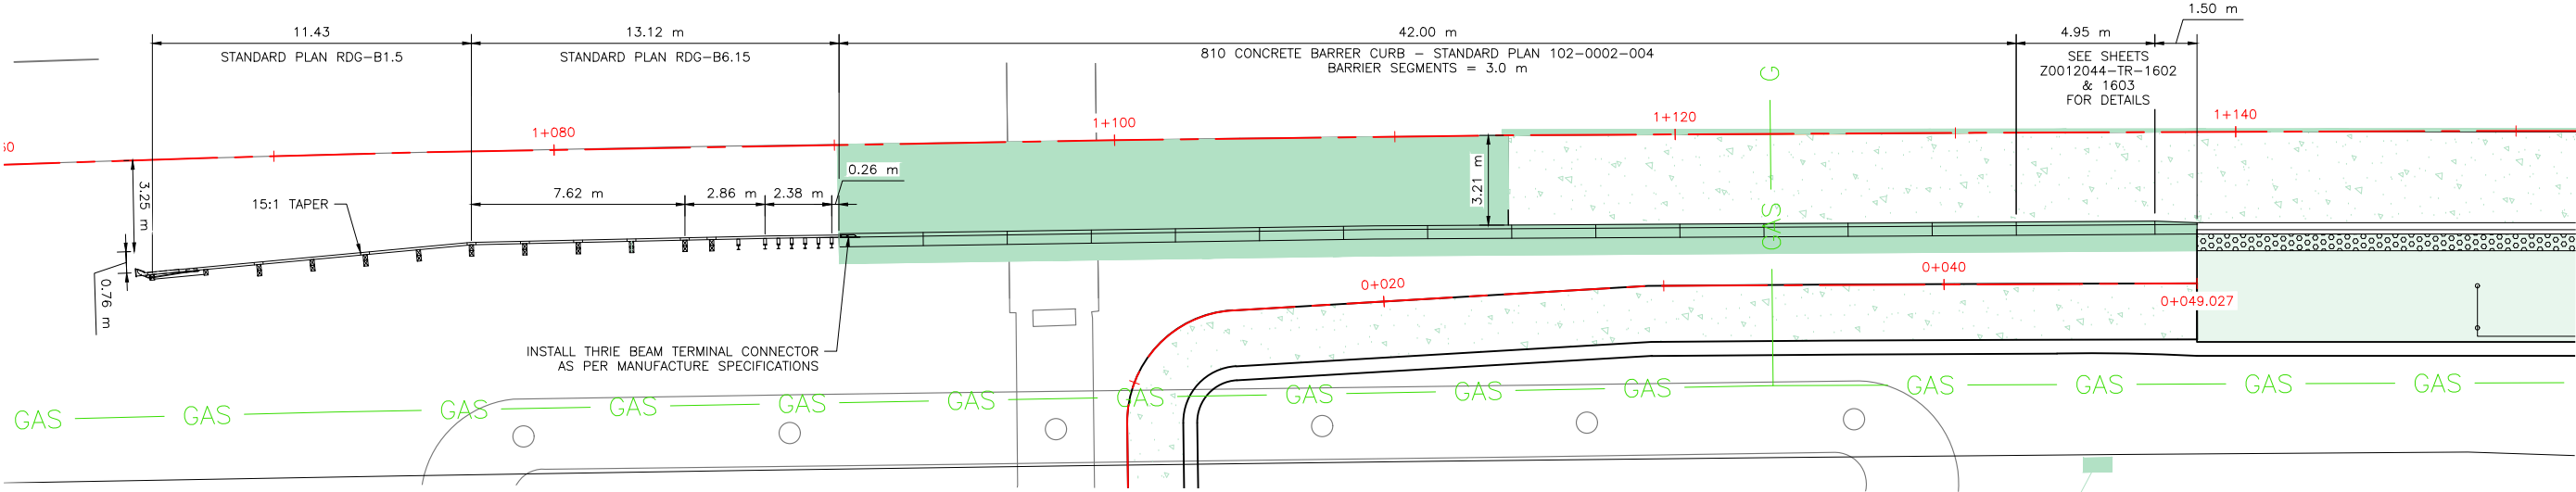 1.50 m
11.43
13.12 m
42.00 m
4.95 m
STANDARD PLAN RDG-B1.5
STANDARD PLAN RDG-B6.15
810 CONCRETE BARRER CURB - STANDARD PLAN 102-0002-004
BARRIER SEGMENTS = 3.0 m
SEE SHEETS
Z0012044-TR-1602
& 1603
FOR DETAILS
G
1+080
1+100
1+120
1+140
60
3.25 m
15:1 TAPER
7.62 m
2.86 m
2.38 m
0.26 m
3.21 m
GAS
0.76 m
0+020
0+040
0+049.027
INSTALL THRIE BEAM TERMINAL CONNECTOR
AS PER MANUFACTURE SPECIFICATIONS
GAS GAS GAS GAS GAS GAS GAS GAS GAS GAS GAS GAS GAS GAS